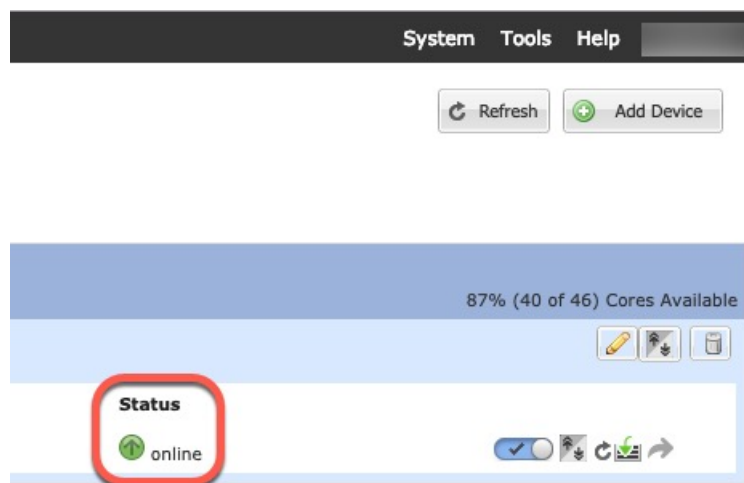 System Tools Help
Refresh Add Device
87% (40 of 46) Cores Available
Status
online